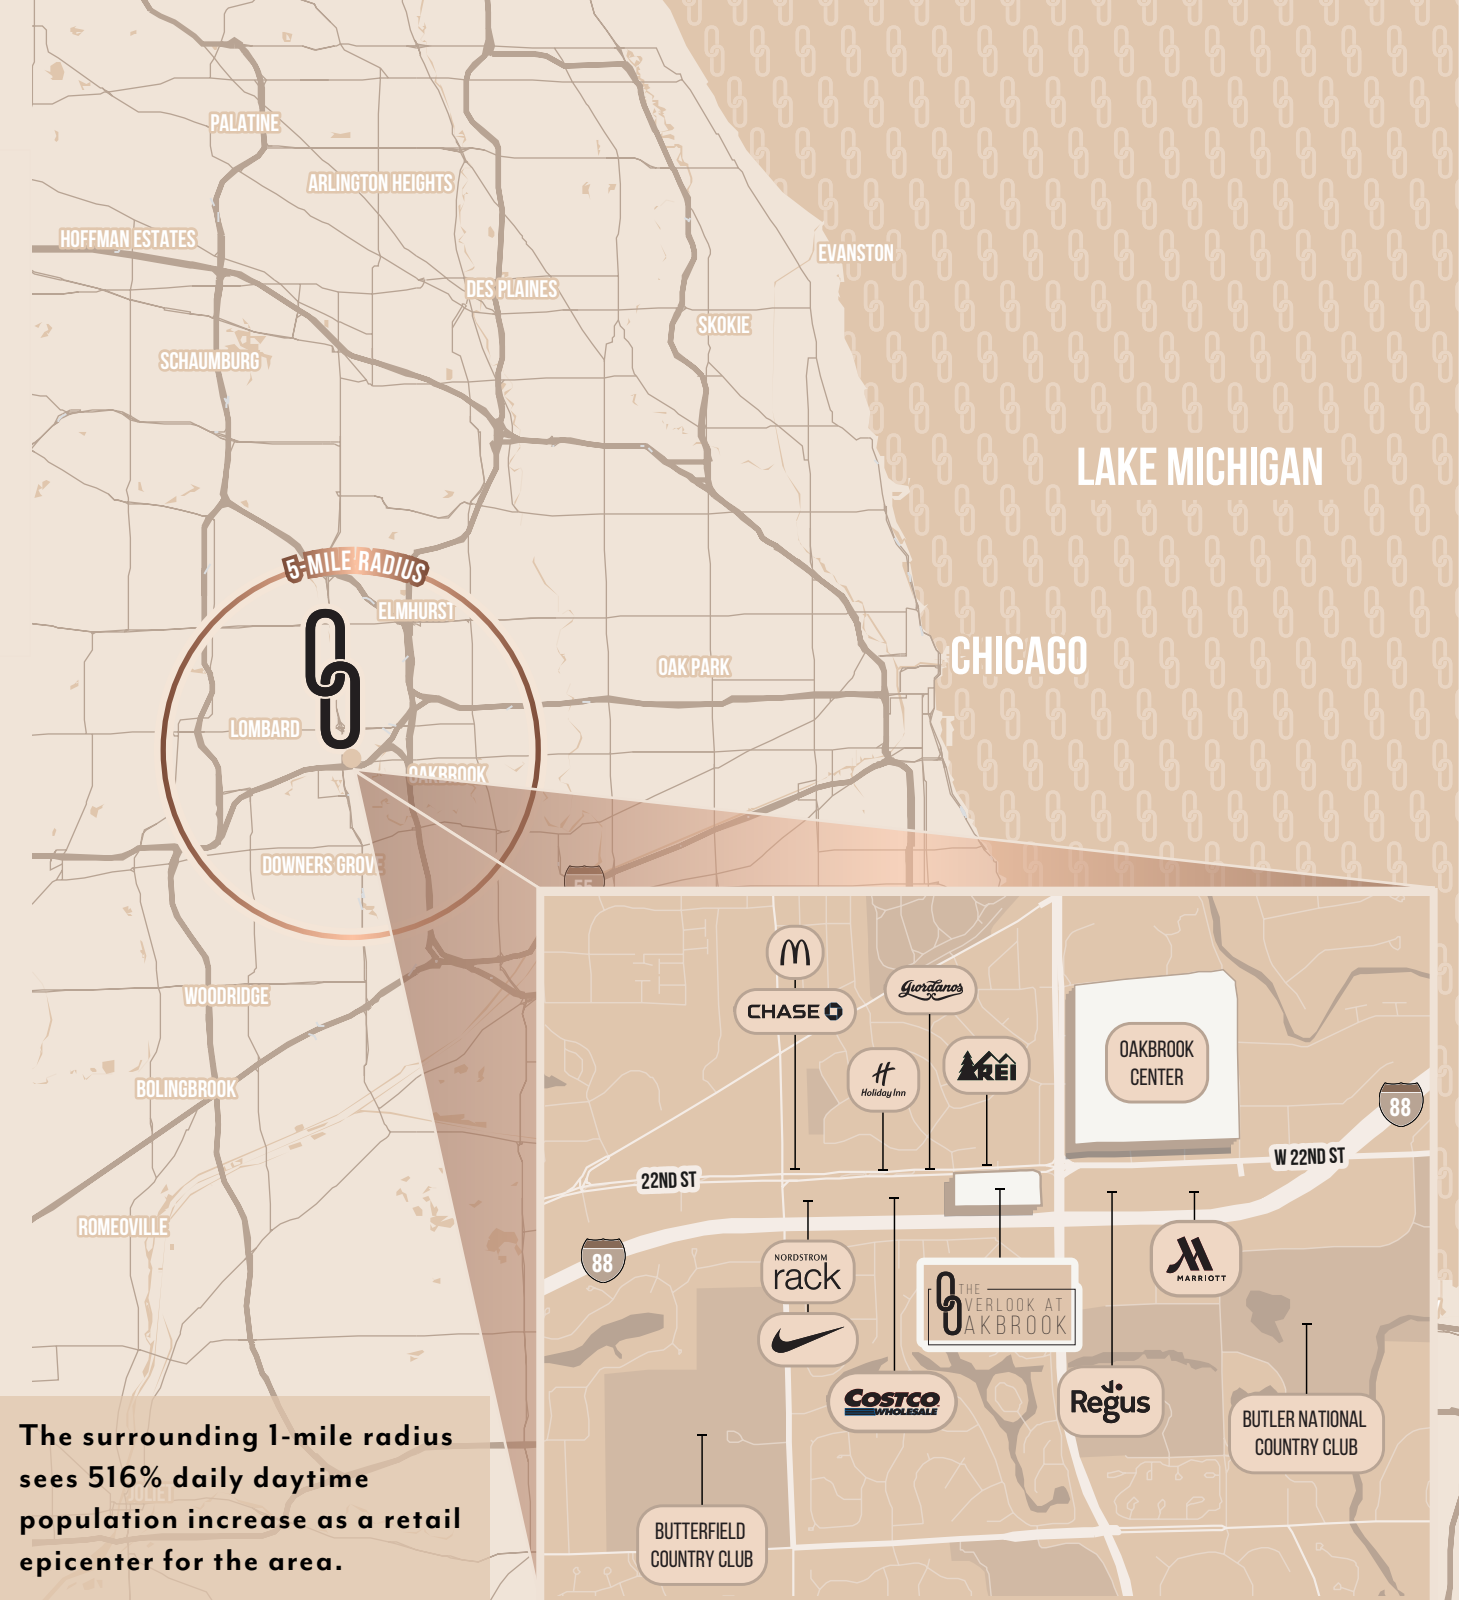 PALATINE
ARLINGTON HEIGHTS
HOFFMAN ESTATES
EVANSTON
DES PLAINES
SKOKIE
SCHAUMBURG
LAKE MICHIGAN
5-MILE RADIUS
ELMHURST
CHICAGO
OAK PARK
LOMBARD
OAKBROOK
DOWNERS GROVE
55
WOODRIDGE
BOLINGBROOK
ROMEOVILLE
JOLIET
CHASE
Giordano's
HOLIDAY INN
REI
OAKBROOK
CENTER
88
W 22ND ST
22ND ST
88
NORDSTROM
rack
MARRIOTT
THE
OVERLOOK AT
OAKBROOK
COSTCO
WHOLESALE
Regus
BUTLER NATIONAL
COUNTRY CLUB
BUTTERFIELD
COUNTRY CLUB
The surrounding 1-mile radius
sees 516% daily daytime
population increase as a retail
epicenter for the area.